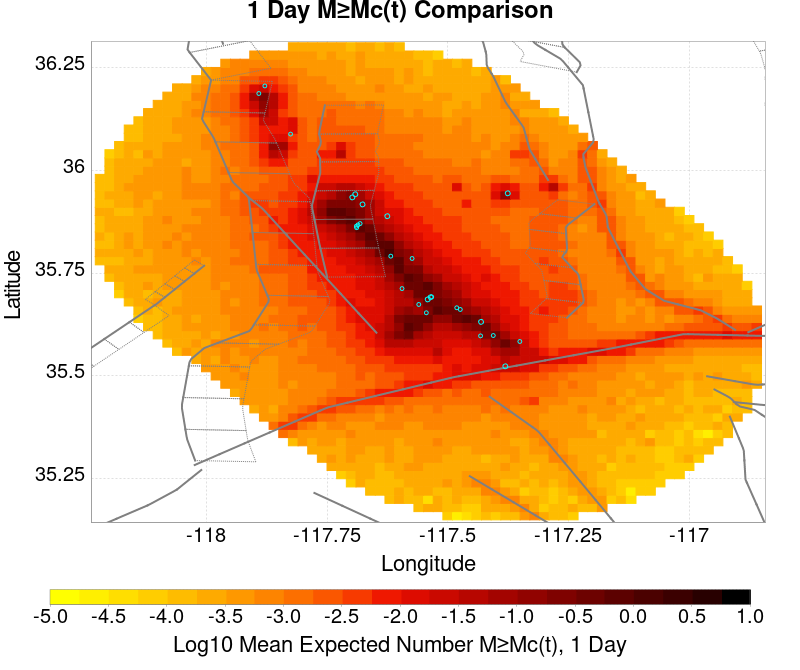 1 Day M≥Mc(t) Comparison
36.25
36
35.75
35.5
35.25
Latitude
-118
-117.75
-117.5
-117.25
-117
Longitude
-5.0 -4.5 -4.0 -3.5 -3.0 -2.5 -2.0 -1.5 -1.0 -0.5 0.0 0.5 1.0
Log10 Mean Expected Number M≥Mc(t), 1 Day